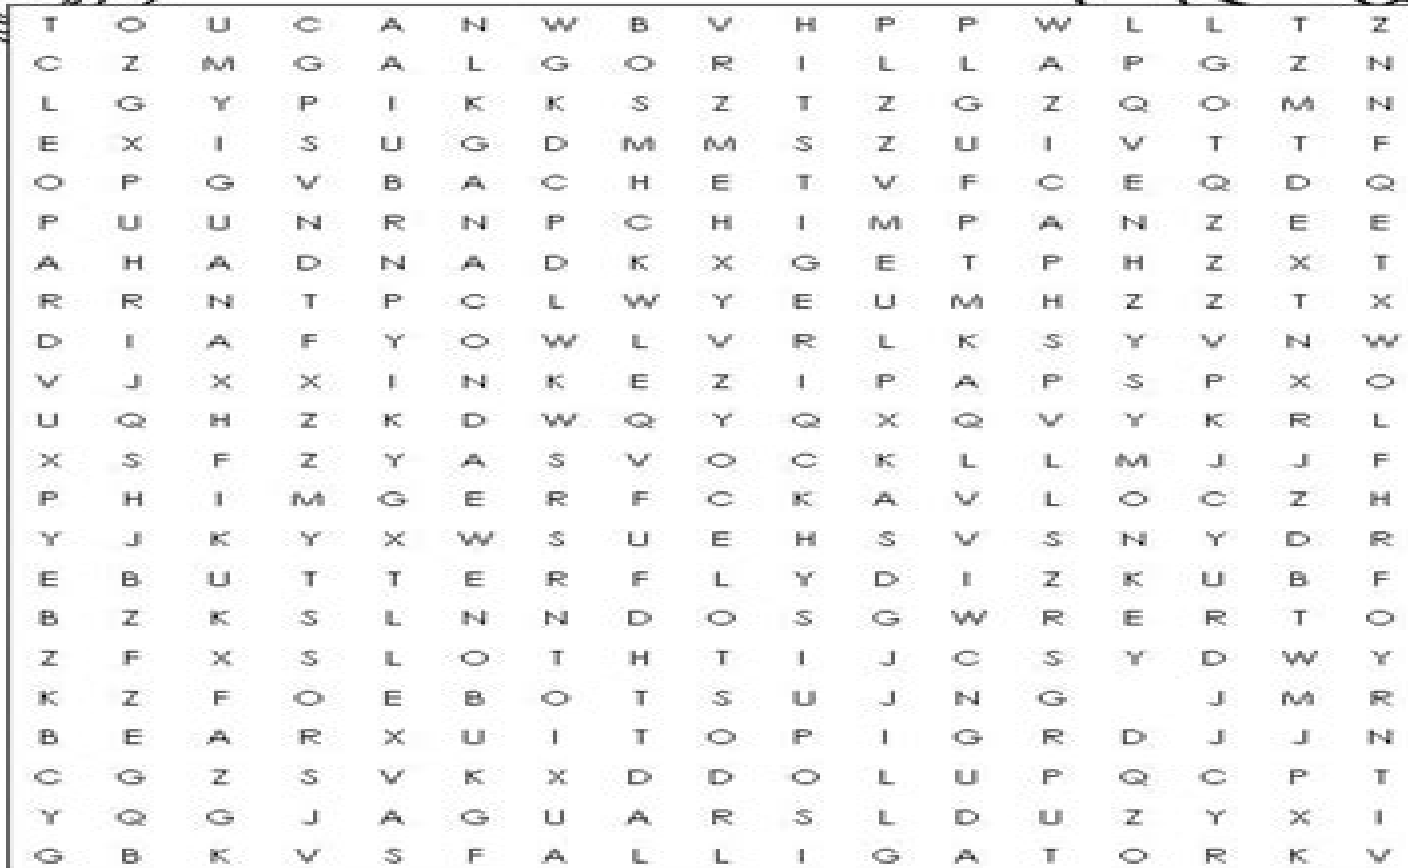 T O U C A N W B V H P P W L L T Z
C Z M G A L G O R I L L A P G Z N
L G Y P I K K S Z T Z G Z Q O M N
E X I S U G D M M S Z U I V T T F
O P G V B A C H E T V F C E Q D Q
P U U N R N P C H I M P A N Z E E
A H A D N A D K X G E T P H Z X T
R R N T P C L W Y E U M H Z Z T X
D I A F Y O W L V R L K S Y V N W
V J X X I N K E Z I P A P S P X O
U Q H Z K D W Q Y Q X Q V Y K R L
X S F Z Y A S V O C K L L M J J F
P H I M G E R F C K A V L O C Z H
Y J K Y X W S U E H S V S N Y D R
E B U T T E R F L Y D I Z K U B F
B Z K S L N N D O S G W R E R T O
Z F X S L O T H T I J C S Y D W Y
K Z F O E B O T S U J N G J M R
B E A R X U I T O P I G R D J J N
C G Z S V K X D D O L U P Q C P T
Y Q G J A G U A R S L D U Z Y X I
G B K V S F A L L I G A T O R K V